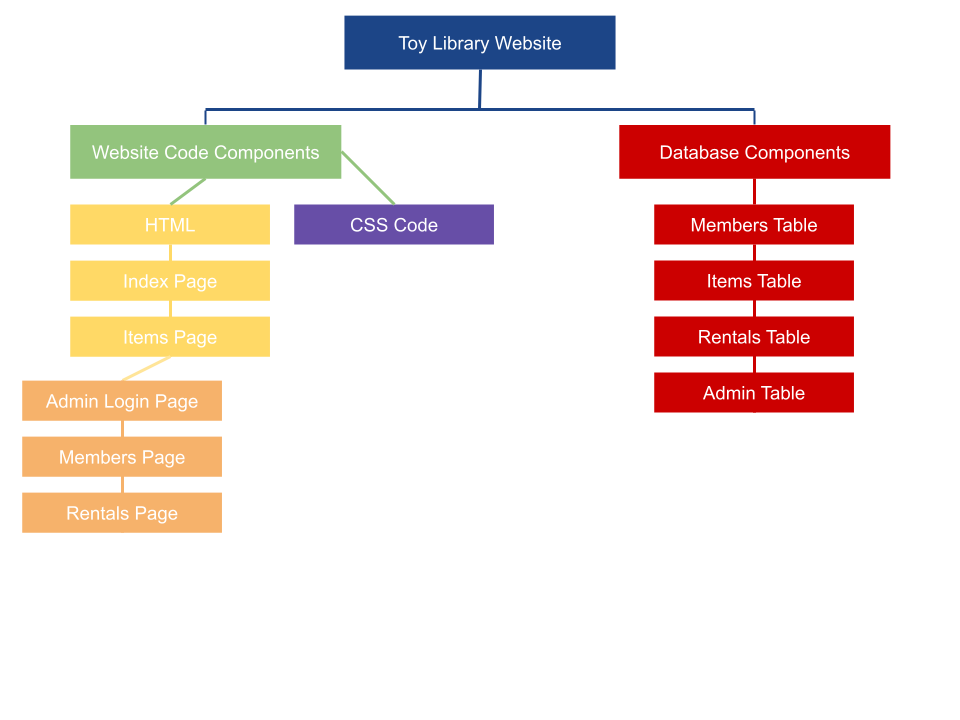 Toy Library Website
Website Code Components
Database Components
HTML
CSS Code
Members Table
Index Page
Items Table
Items Page
Rentals Table
Admin Login Page
Admin Table
Members Page
Rentals Page